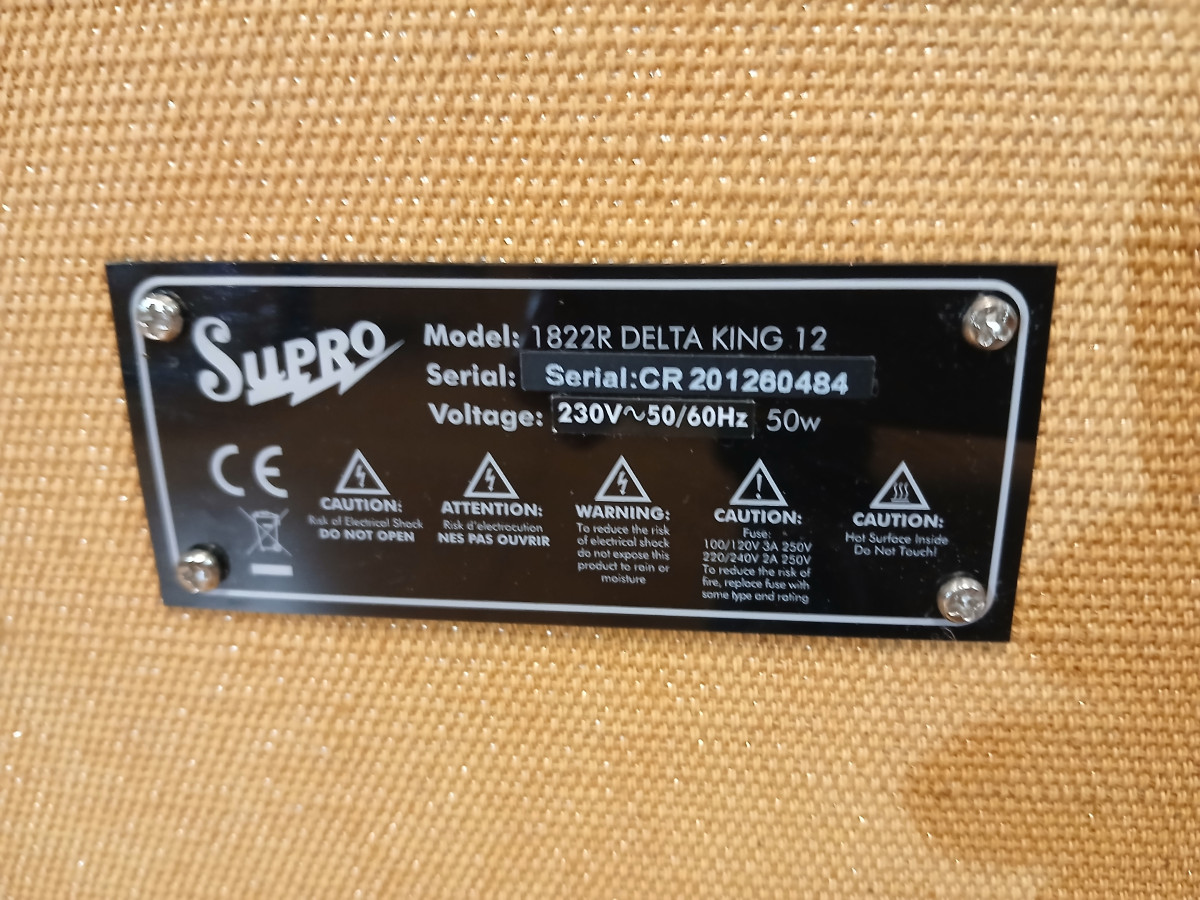 SUPRO
Model: 1822R DELTA KING 12
Serial: Serial:CR 201260484
Voltage: 230V~50/60Hz 50w
CE
CAUTION:
Risk of Electrical Shock
DO NOT OPEN
ATTENTION:
Risk d'electrocution
NES PAS OUVRIR
WARNING:
To reduce the risk
of electrical shock
do not expose this
product to rain or
moisture
CAUTION:
Fuse:
100/120V 3A 250V
220/240V 2A 250V
To reduce the risk of
fire, replace fuse with
same type and rating
CAUTION:
Hot Surface Inside
Do Not Touch!